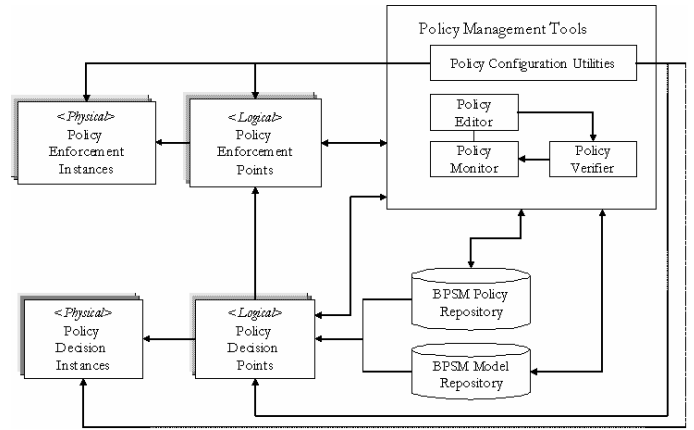 Policy Management Tools
Policy Configuration Utilities
Policy
Editor
Policy
Monitor
Policy
Verifier
<Physical>
Policy
Enforcement
Instances
<Logical>
Policy
Enforcement
Points
<Physical>
Policy
Decision
Instances
<Logical>
Policy
Decision
Points
BPSM Policy
Repository
BPSM Model
Repository